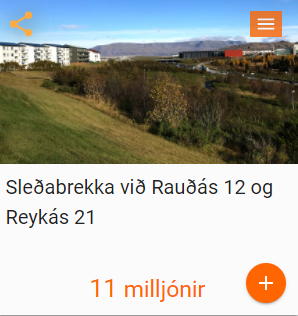 Sleðabrekka við Rauðás 12 og
Reykás 21
11 milljónir